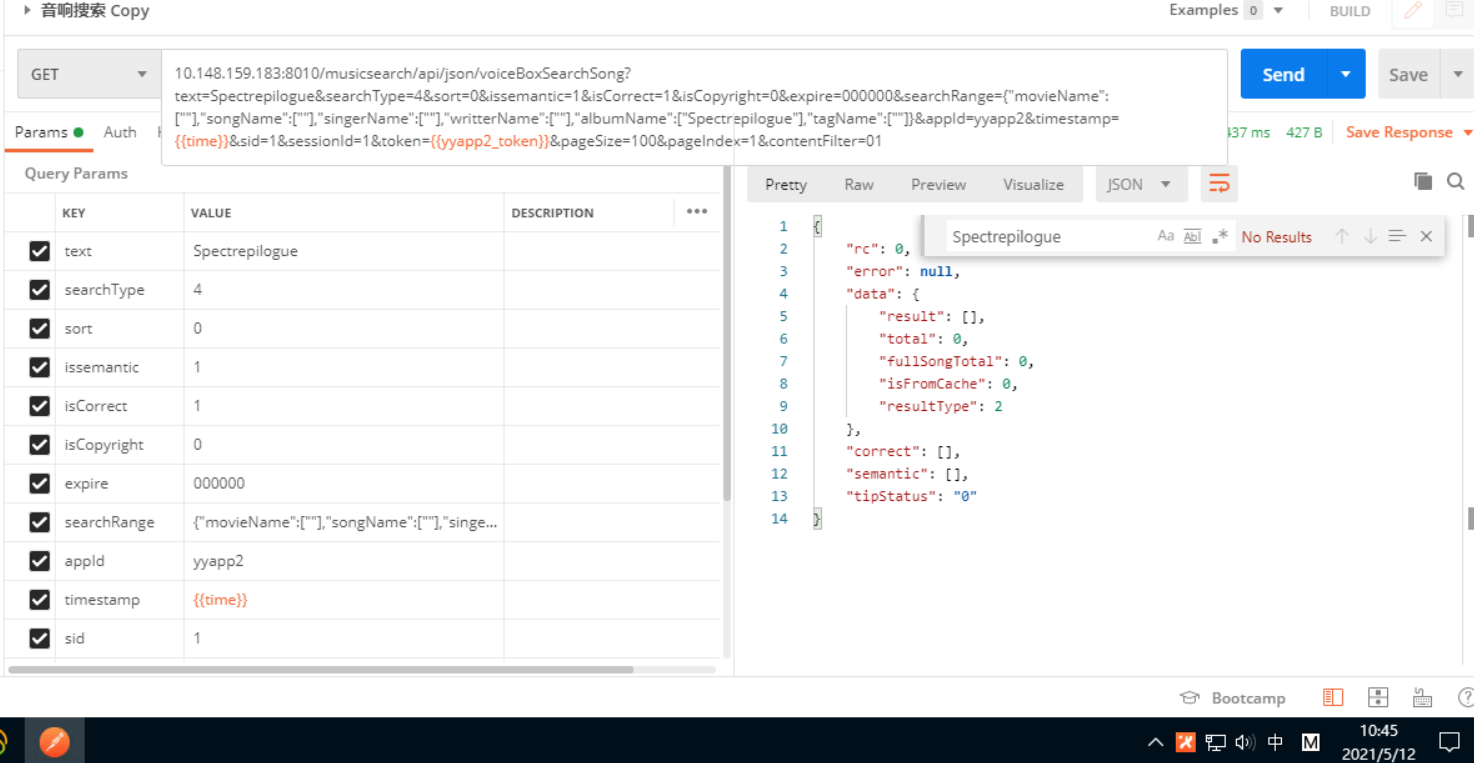 音响搜索 Copy
Examples 0
BUILD
GET
10.148.159.183:8010/musicsearch/api/json/voiceBoxSearchSong?
text=Spectrepilogue&searchType=4&sort=0&issemantic=1&isCorrect=1&isCopyright=0&expire=000000&searchRange={"movieName":
[""],"songName":[""],"singerName":[""],"writterName":[""],"albumName":["Spectrepilogue"],"tagName":[""]}&appId=yyapp2&timestamp=
{{time}}&sid=1&sessionId=1&token={{yyapp2_token}}&pageSize=100&pageIndex=1&contentFilter=01
Send
Save
Params
Auth
437 ms
427 B
Save Response
Query Params
KEY
VALUE
DESCRIPTION
text
Spectrepilogue
searchType
4
sort
0
issemantic
1
isCorrect
1
isCopyright
0
expire
000000
searchRange
{"movieName":[""],"songName":[""],"singe...
appId
yyapp2
timestamp
{{time}}
sid
1
Pretty
Raw
Preview
Visualize
JSON
Spectrepilogue
Aa
Abl
.*
No Results
1 {
2 "rc": 0,
3 "error": null,
4 "data": {
5 "result": [],
6 "total": 0,
7 "fullSongTotal": 0,
8 "isFromCache": 0,
9 "resultType": 2
10 },
11 "correct": [],
12 "semantic": [],
13 "tipStatus": "0"
14 }
Bootcamp
中
M
10:45
2021/5/12